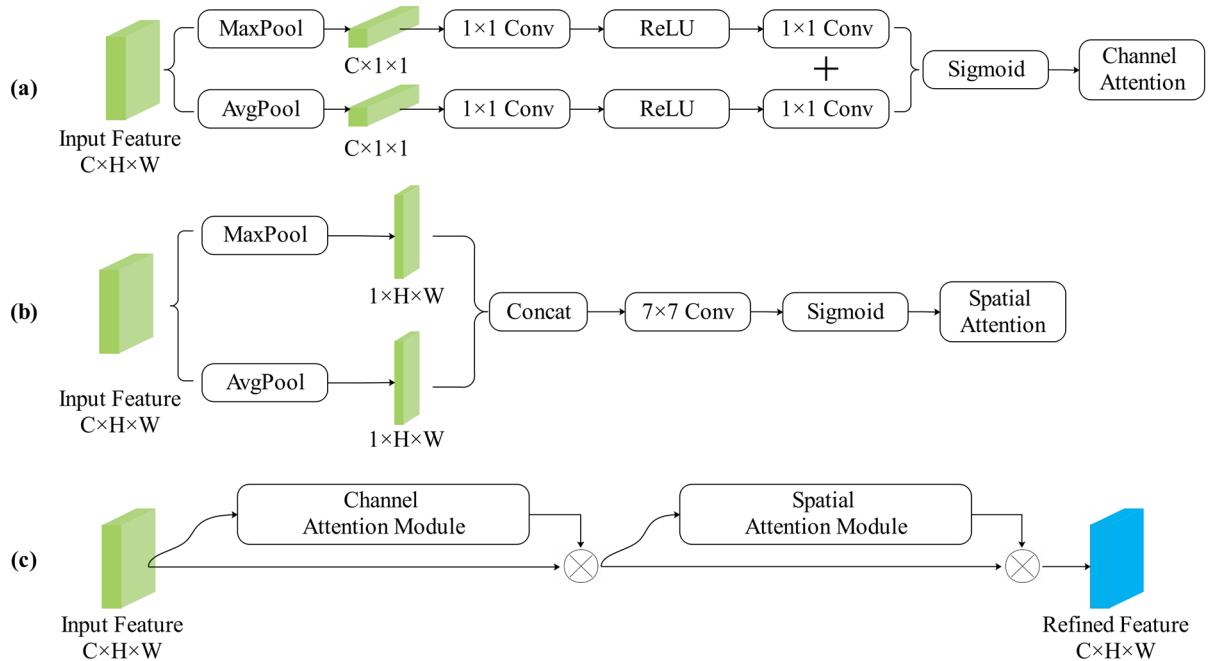 (a)
Input Feature
C×H×W
MaxPool
C×1×1
1×1 Conv
ReLU
1×1 Conv
+
AvgPool
C×1×1
1×1 Conv
ReLU
1×1 Conv
Sigmoid
Channel
Attention
(b)
Input Feature
C×H×W
MaxPool
1×H×W
AvgPool
1×H×W
Concat
7×7 Conv
Sigmoid
Spatial
Attention
(c)
Input Feature
C×H×W
Channel
Attention Module
Spatial
Attention Module
Refined Feature
C×H×W